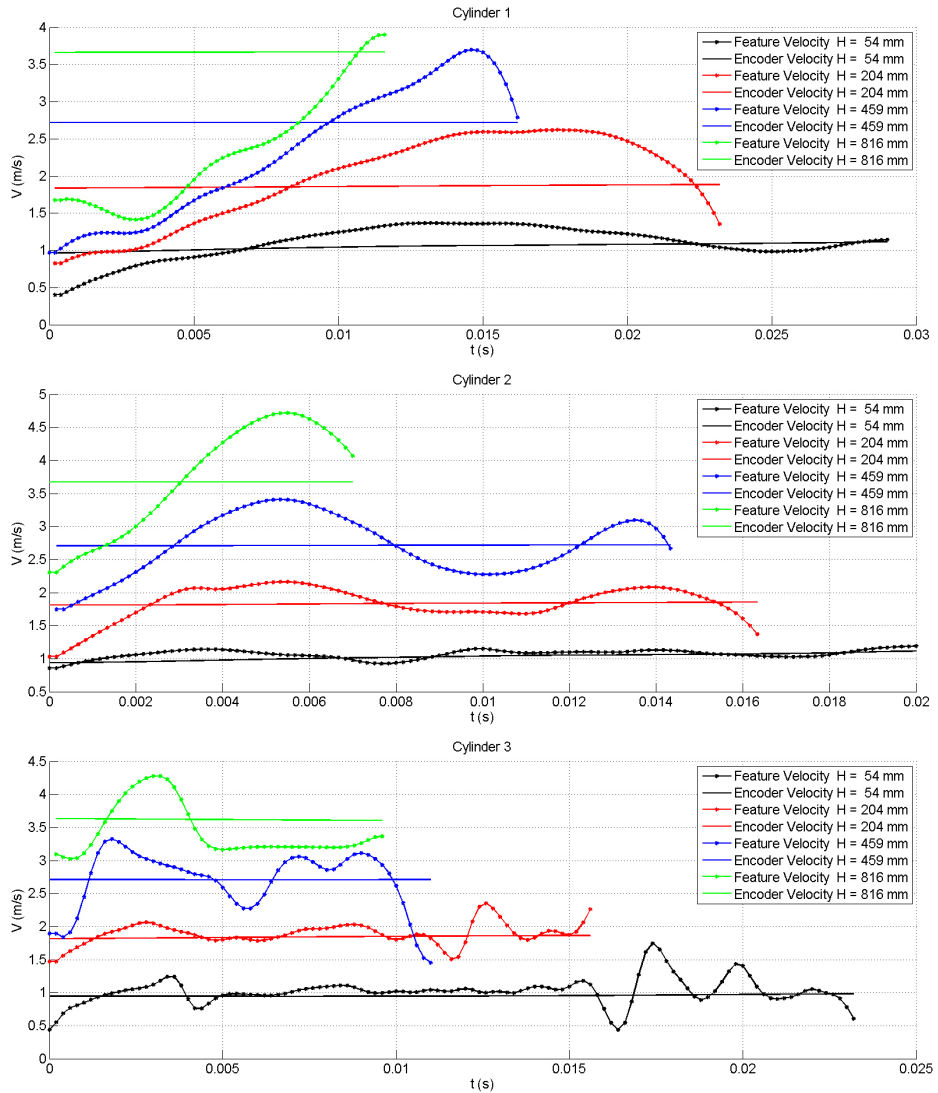 Cylinder 1
4
3.5
3
2.5
2
1.5
1
0.5
0
V (m/s)
0
0.005
0.01
0.015
0.02
0.025
0.03
t (s)
Feature Velocity H = 54 mm
Encoder Velocity H = 54 mm
Feature Velocity H = 204 mm
Encoder Velocity H = 204 mm
Feature Velocity H = 459 mm
Encoder Velocity H = 459 mm
Feature Velocity H = 816 mm
Encoder Velocity H = 816 mm
Cylinder 2
5
4.5
4
3.5
3
2.5
2
1.5
1
0.5
V (m/s)
0
0.002
0.004
0.006
0.008
0.01
0.012
0.014
0.016
0.018
0.02
t (s)
Feature Velocity H = 54 mm
Encoder Velocity H = 54 mm
Feature Velocity H = 204 mm
Encoder Velocity H = 204 mm
Feature Velocity H = 459 mm
Encoder Velocity H = 459 mm
Feature Velocity H = 816 mm
Encoder Velocity H = 816 mm
Cylinder 3
4.5
4
3.5
3
2.5
2
1.5
1
0.5
0
V (m/s)
0
0.005
0.01
0.015
0.02
0.025
t (s)
Feature Velocity H = 54 mm
Encoder Velocity H = 54 mm
Feature Velocity H = 204 mm
Encoder Velocity H = 204 mm
Feature Velocity H = 459 mm
Encoder Velocity H = 459 mm
Feature Velocity H = 816 mm
Encoder Velocity H = 816 mm